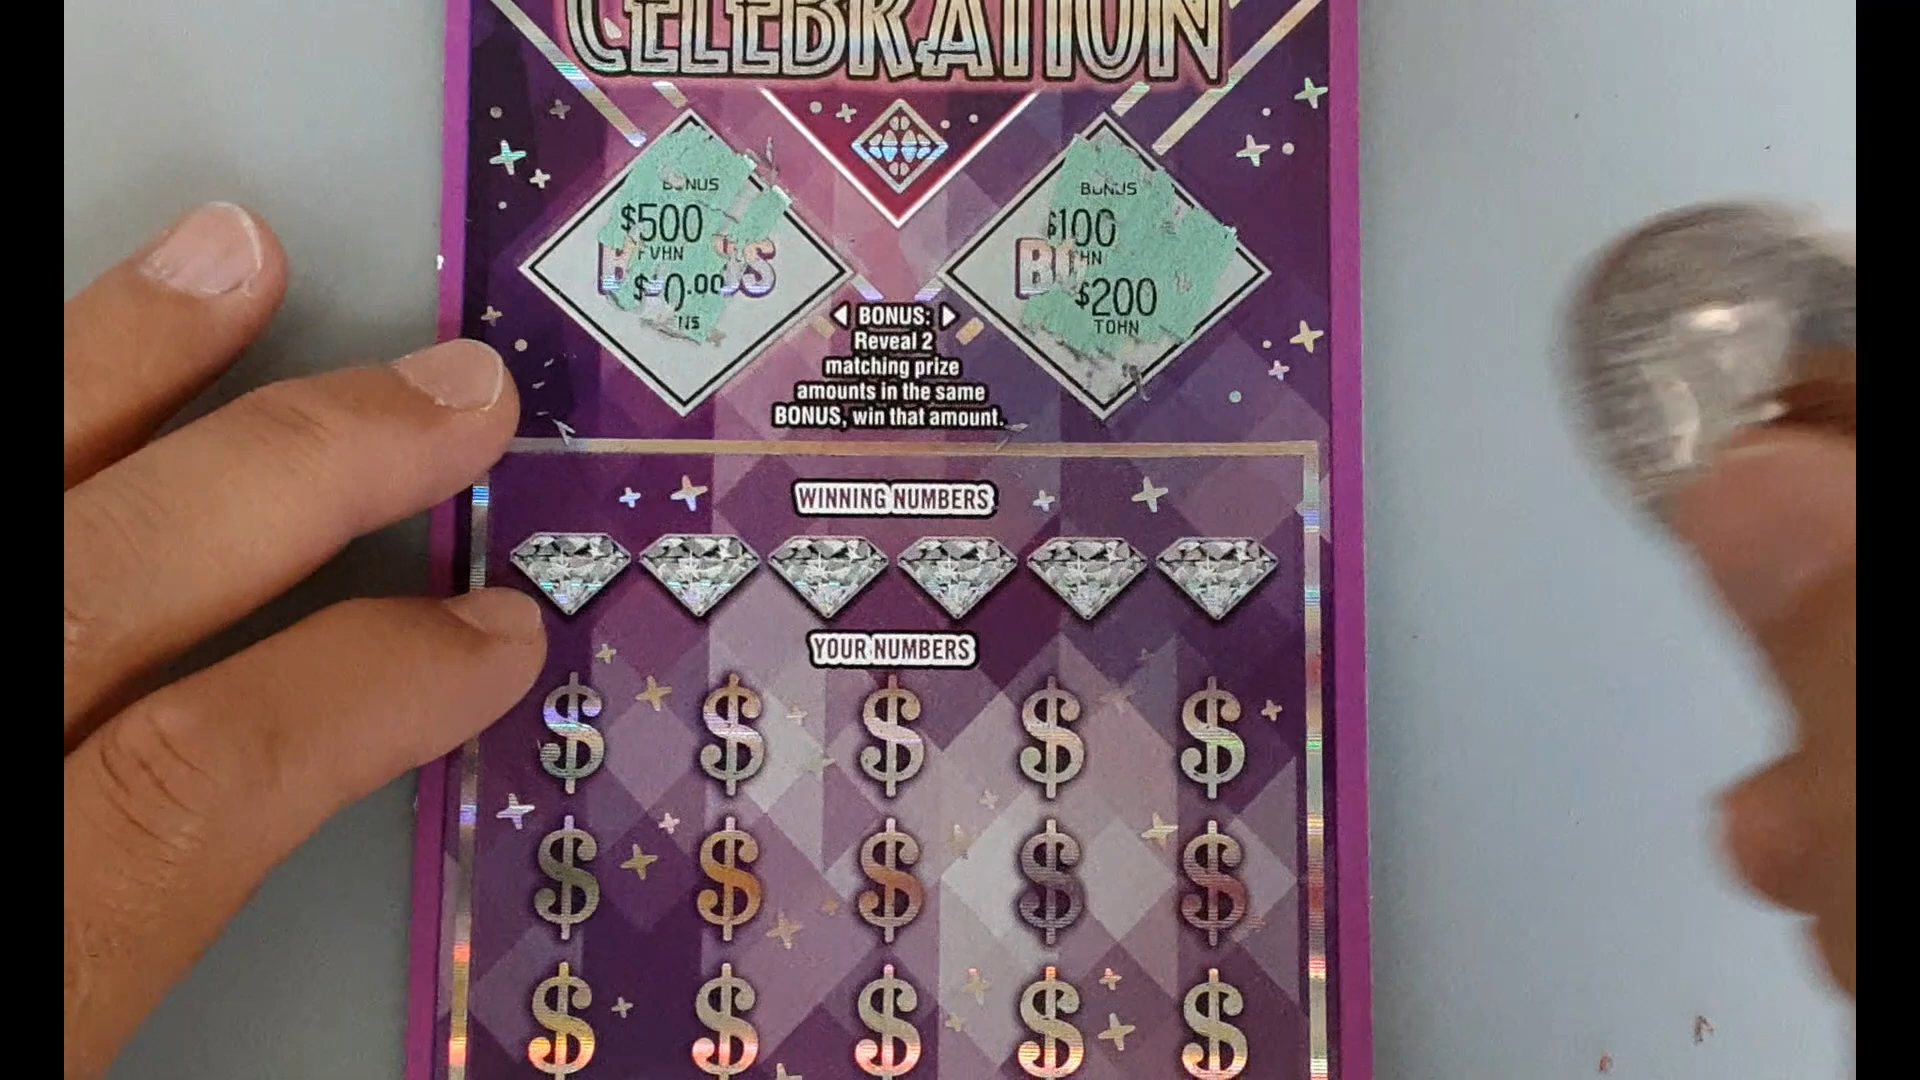 CELEBRATION
BONUS
$500
FVHN
BONUS
$100
$200
TOHN
BONUS:
Reveal 2
matching prize
amounts in the same
BONUS, win that amount.
WINNING NUMBERS
YOUR NUMBERS
$ $ $ $ $
$ $ $ $ $
$ $ $ $ $